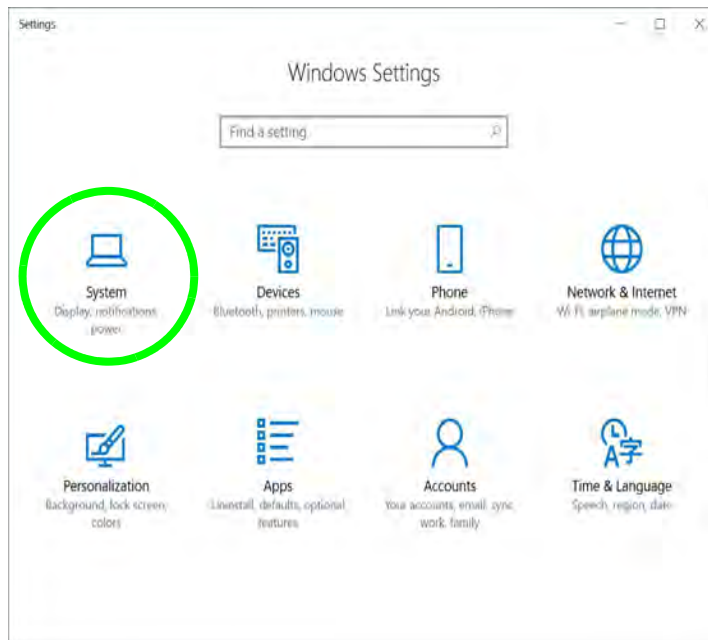 Settings
Windows Settings
Find a setting
System
Display, notifications,
power
Devices
Bluetooth, printers, mouse
Phone
Link your Android, iPhone
Network & Internet
Wi-Fi, airplane mode, VPN
Personalization
Background, lock screen,
colors
Apps
Uninstall, defaults, optional
features
Accounts
Your accounts, email, sync,
work, family
Time & Language
Speech, region, date
A字